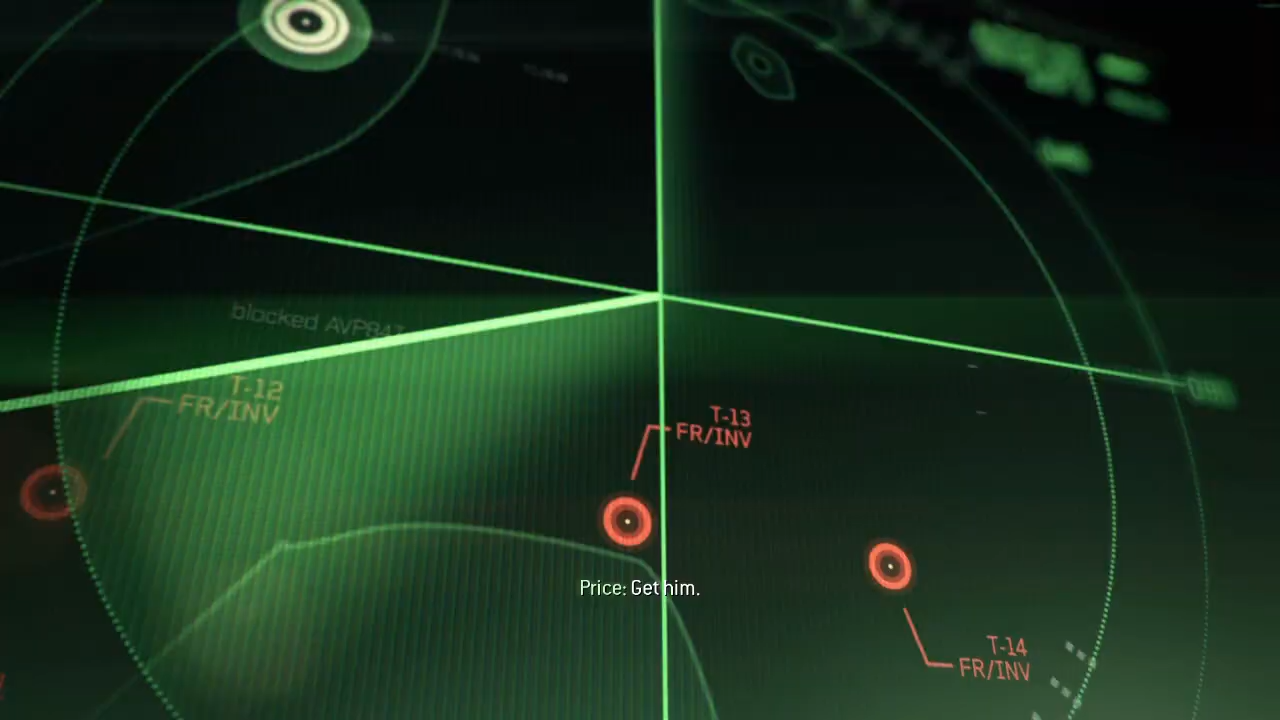 blocked AVP847
T-12
FR/INV
T-13
FR/INV
Price: Get him.
T-14
FR/INV